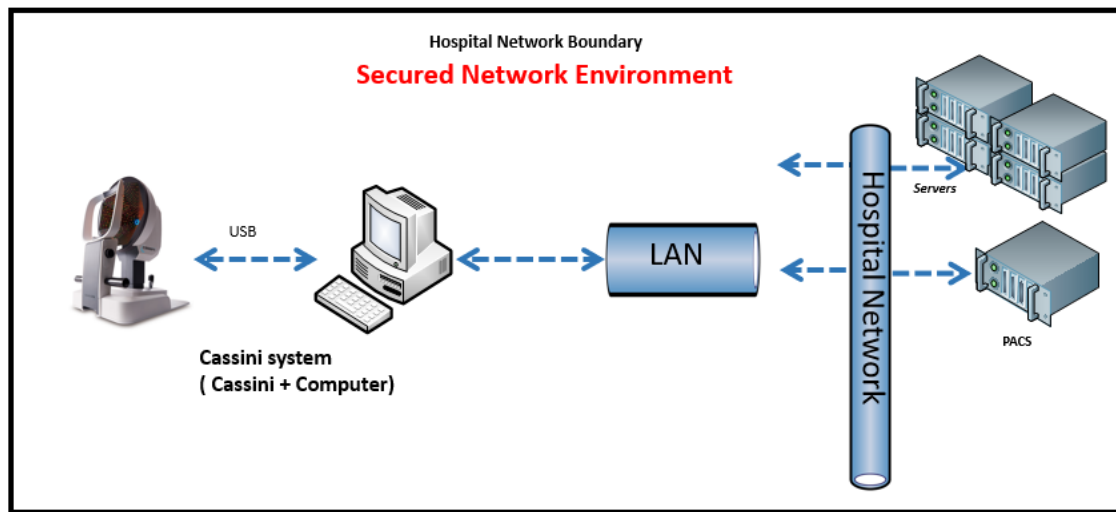 Hospital Network Boundary
Secured Network Environment
USB
LAN
Hospital Network
Servers
PACS
Cassini system
( Cassini + Computer)